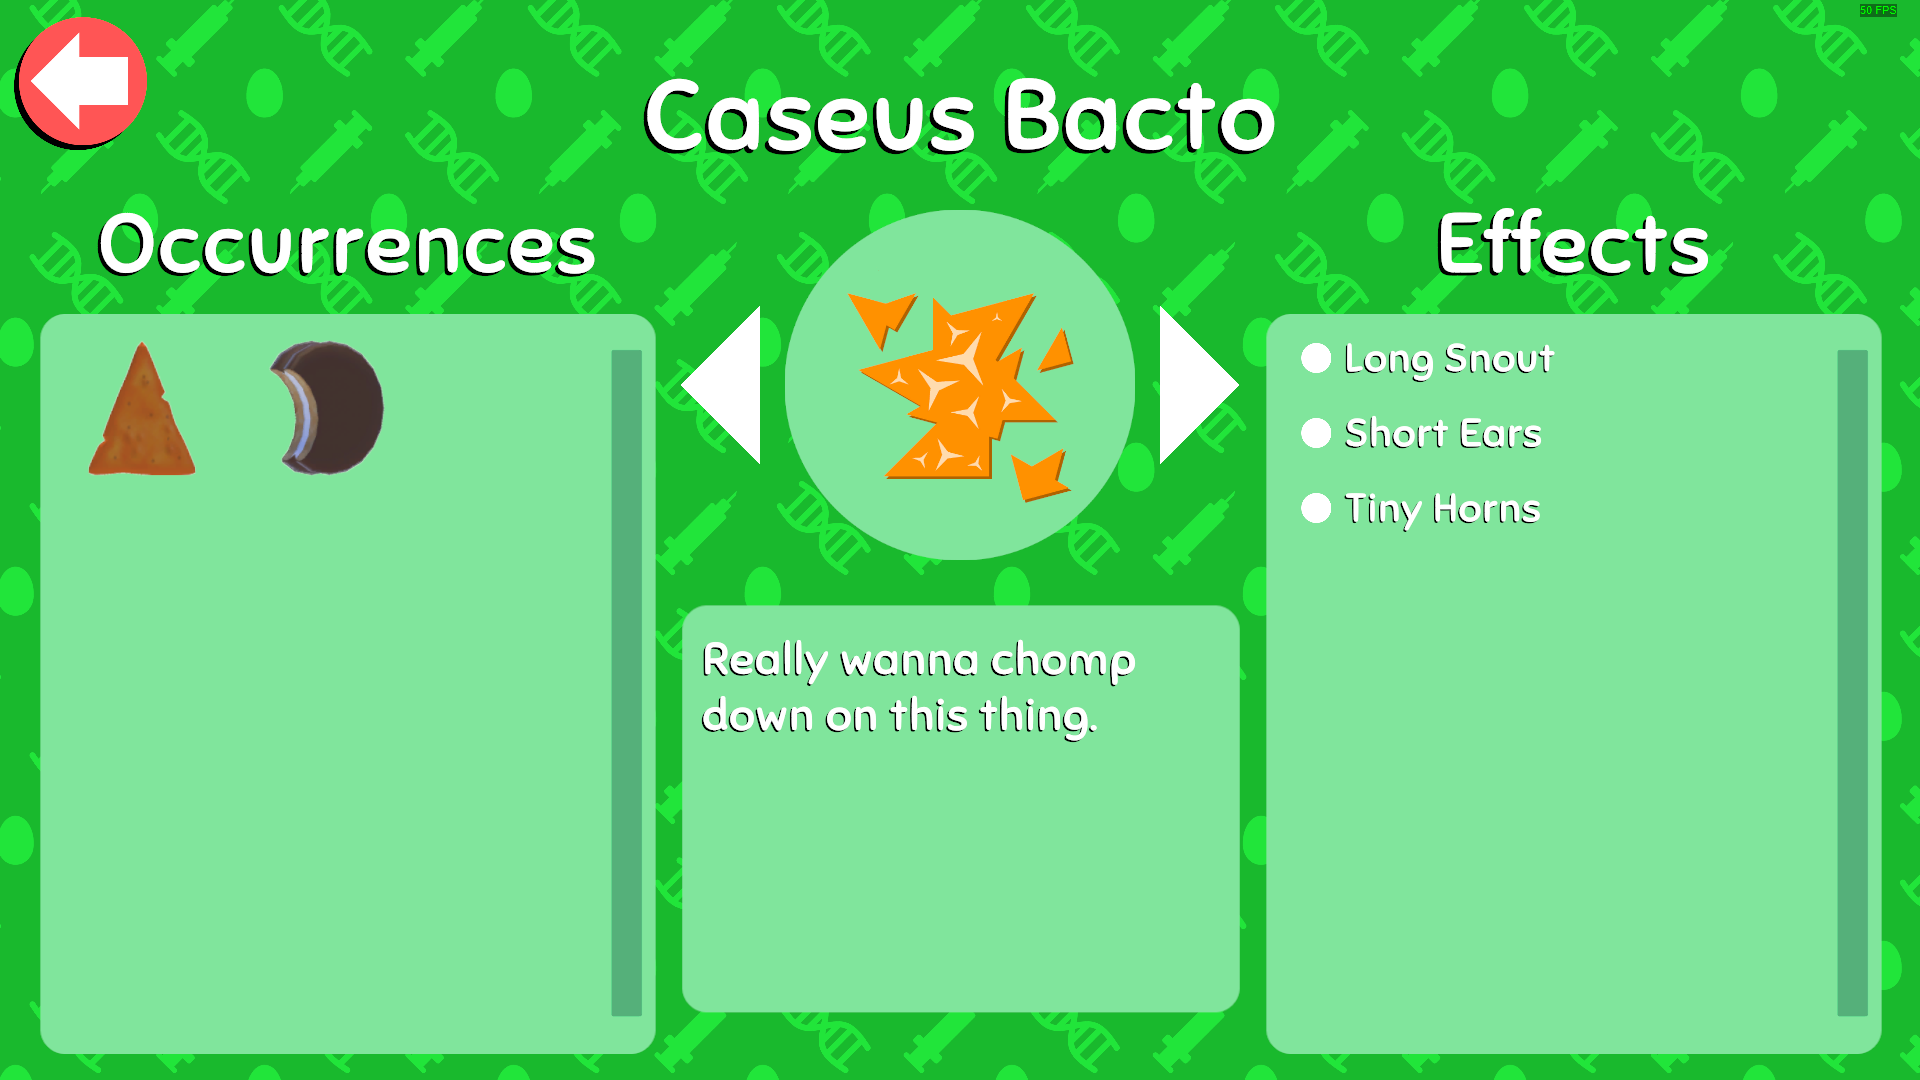 50 FPS
Caseus Bacto
Occurrences
Effects
Long Snout
Short Ears
Tiny Horns
Really wanna chomp
down on this thing.